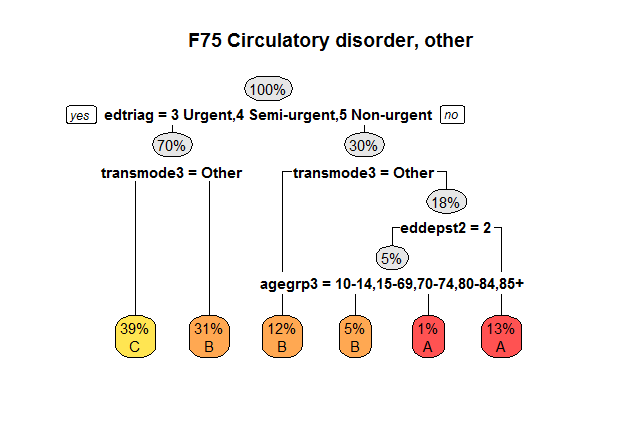 F75 Circulatory disorder, other
100%
yes edtriag = 3 Urgent,4 Semi-urgent,5 Non-urgent no
70% 30%
transmode3 = Other transmode3 = Other
18%
eddepst2 = 2
5%
agegrp3 = 10-14,15-69,70-74,80-84,85+
39% 31% 12% 5% 1% 13%
C B B B A A